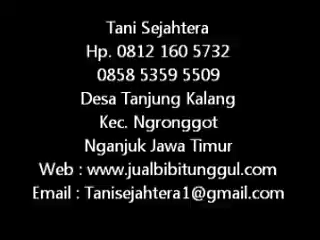 Tani Sejahtera
Hp. 0812 160 5732
0858 5359 5509
Desa Tanjung Kalang
Kec. Ngronggot
Nganjuk Jawa Timur
Web : www.jualbibitunggul.com
Email : Tanisejahtera1@gmail.com